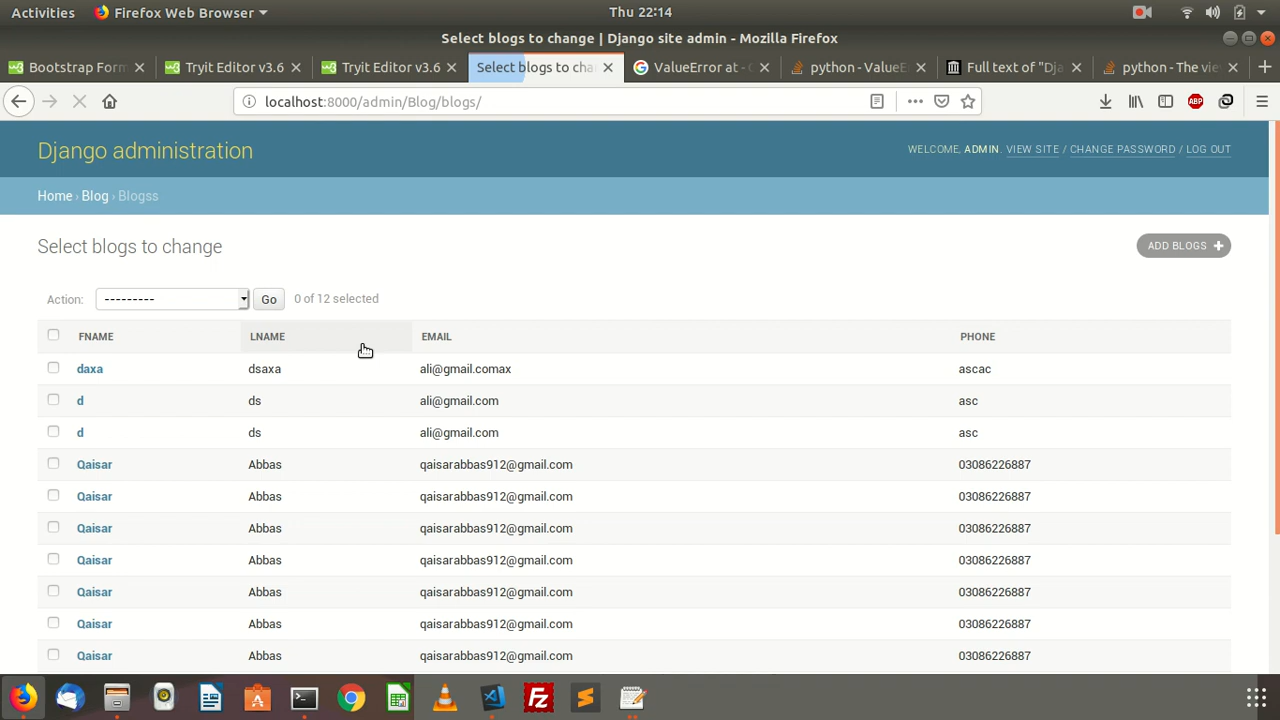 Activities Firefox Web Browser Thu 22:14
Select blogs to change | Django site admin - Mozilla Firefox
Bootstrap Form Tryit Editor v3.6 Tryit Editor v3.6 Select blogs to cha ValueError at - G python - ValueE Full text of "Dja python - The vie
localhost:8000/admin/Blog/blogs/ ABP
Django administration WELCOME, ADMIN. VIEW SITE / CHANGE PASSWORD / LOG OUT
Home › Blog › Blogss
Select blogs to change ADD BLOGS +
Action: --------- Go 0 of 12 selected
FNAME LNAME EMAIL PHONE
daxa dsaxa ali@gmail.comax ascac
d ds ali@gmail.com asc
d ds ali@gmail.com asc
Qaisar Abbas qaisarabbas912@gmail.com 03086226887
Qaisar Abbas qaisarabbas912@gmail.com 03086226887
Qaisar Abbas qaisarabbas912@gmail.com 03086226887
Qaisar Abbas qaisarabbas912@gmail.com 03086226887
Qaisar Abbas qaisarabbas912@gmail.com 03086226887
Qaisar Abbas qaisarabbas912@gmail.com 03086226887
Qaisar Abbas qaisarabbas912@gmail.com 03086226887